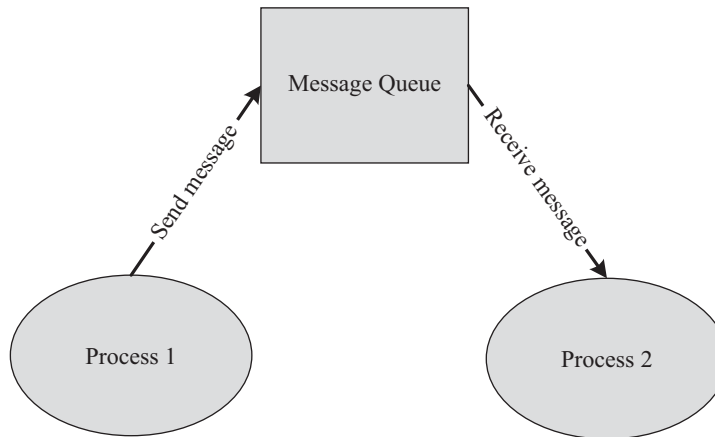 Message Queue
Send message
Receive message
Process 1
Process 2